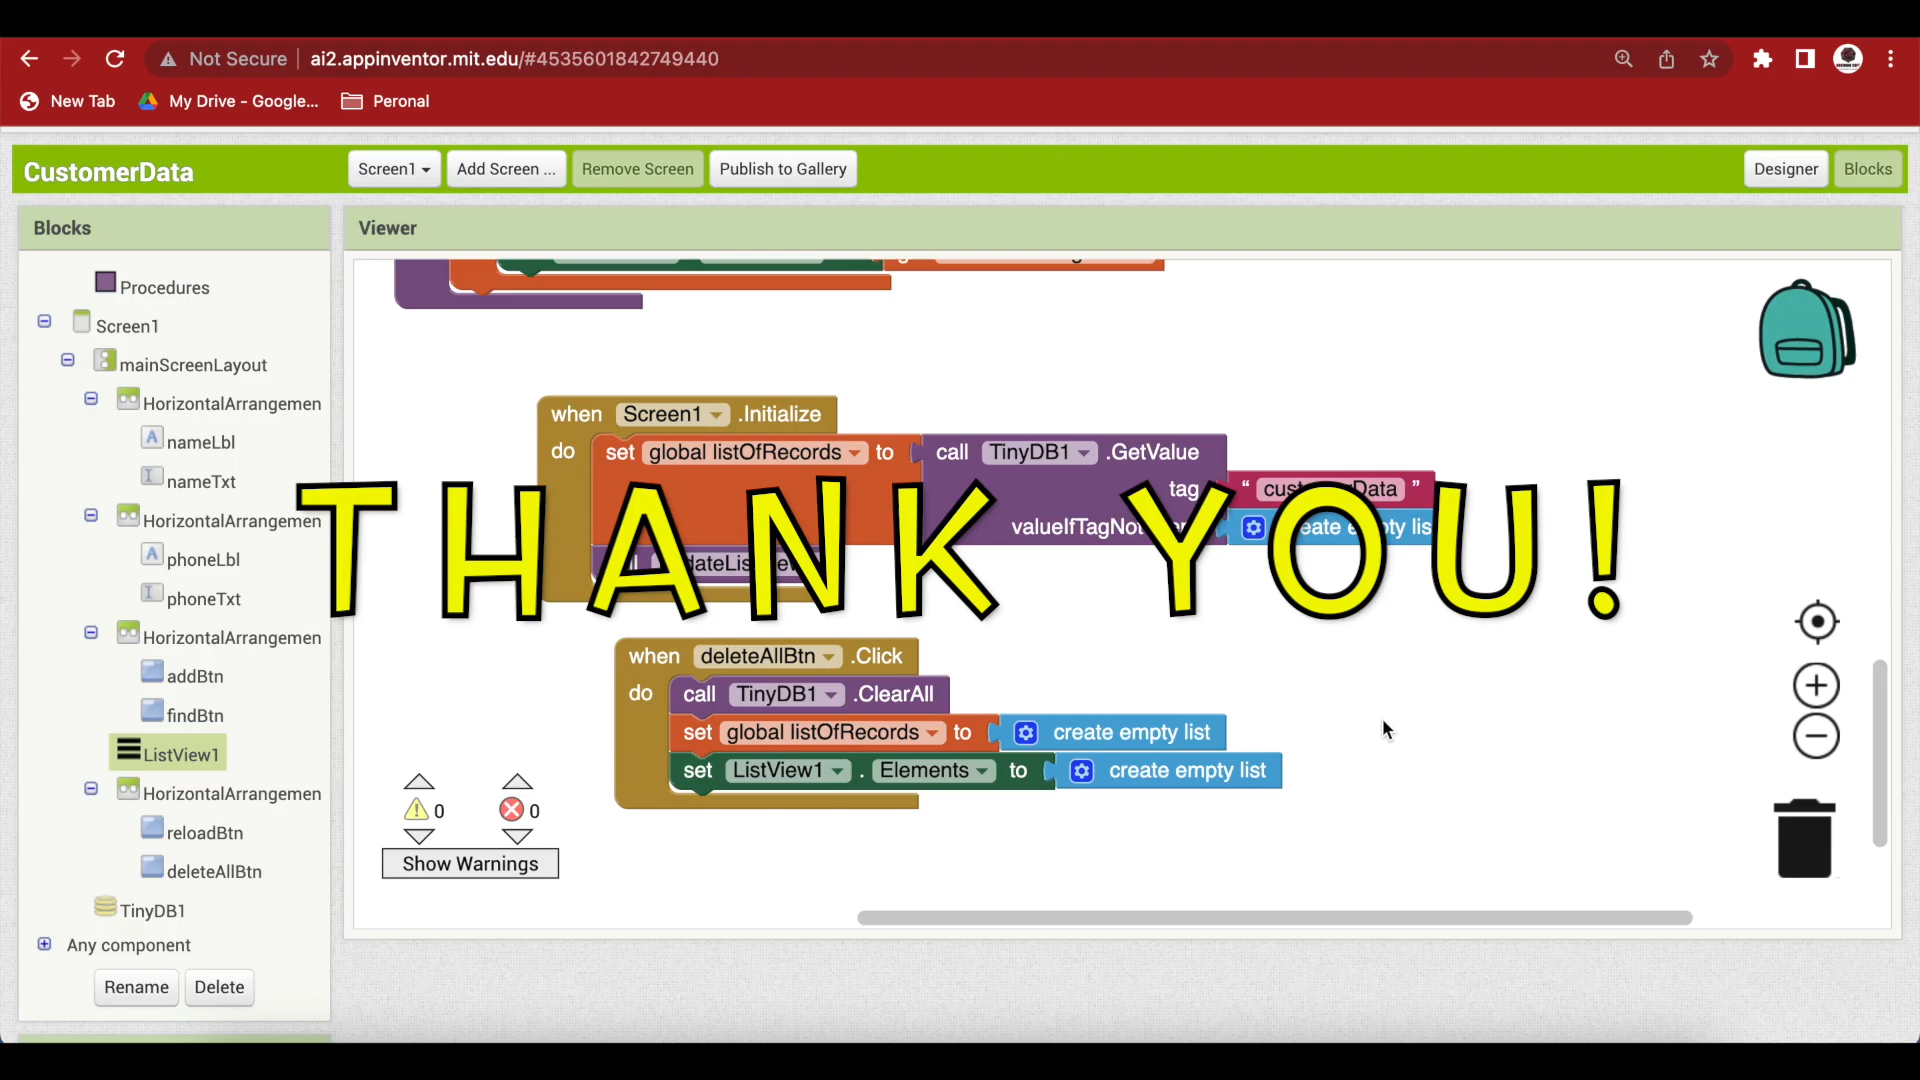 Not Secure ai2.appinventor.mit.edu/#4535601842749440
New Tab My Drive - Google... Peronal
CustomerData Screen1 Add Screen ... Remove Screen Publish to Gallery Designer Blocks
Blocks
Viewer
Procedures
Screen1
mainScreenLayout
HorizontalArrangemen
nameLbl
nameTxt
HorizontalArrangemen
phoneLbl
phoneTxt
HorizontalArrangemen
addBtn
findBtn
ListView1
HorizontalArrangemen
reloadBtn
deleteAllBtn
TinyDB1
Any component
Rename Delete
when Screen1 .Initialize
do set global listOfRecords to call TinyDB1 .GetValue
tag
valueIfTagNot
THANK YOU!
when deleteAllBtn .Click
do call TinyDB1 .ClearAll
set global listOfRecords to create empty list
set ListView1 . Elements to create empty list
0 0
Show Warnings